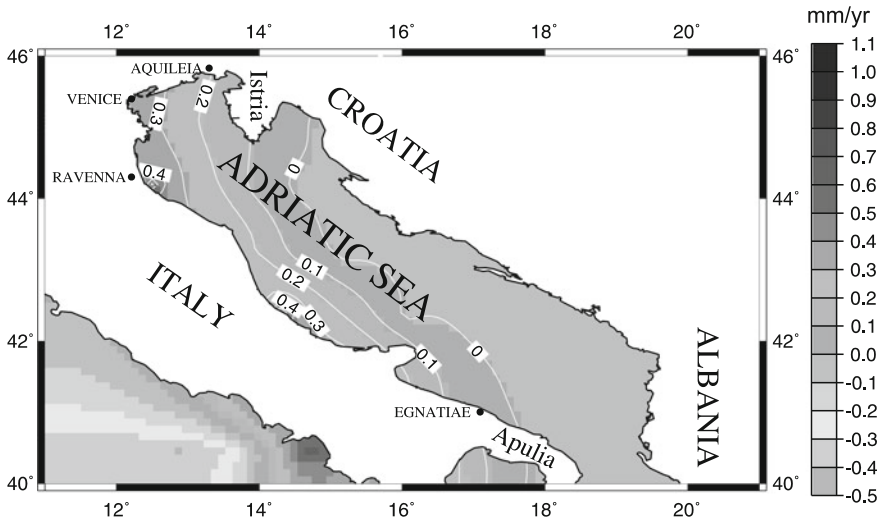 12˚ 14˚ 16˚ 18˚ 20˚
mm/yr
46˚ 46˚
AQUILEIA
VENICE
RAVENNA
Istria
CROATIA
ADRIATIC SEA
ITALY
ALBANIA
EGNATIAE
Apulia
0.3
0.2
0.4
0
0.1
0.2
0.4
0.3
0.1
0
44˚ 44˚
42˚ 42˚
40˚ 40˚
12˚ 14˚ 16˚ 18˚ 20˚
1.1
1.0
0.9
0.8
0.7
0.6
0.5
0.4
0.3
0.2
0.1
0.0
-0.1
-0.2
-0.3
-0.4
-0.5